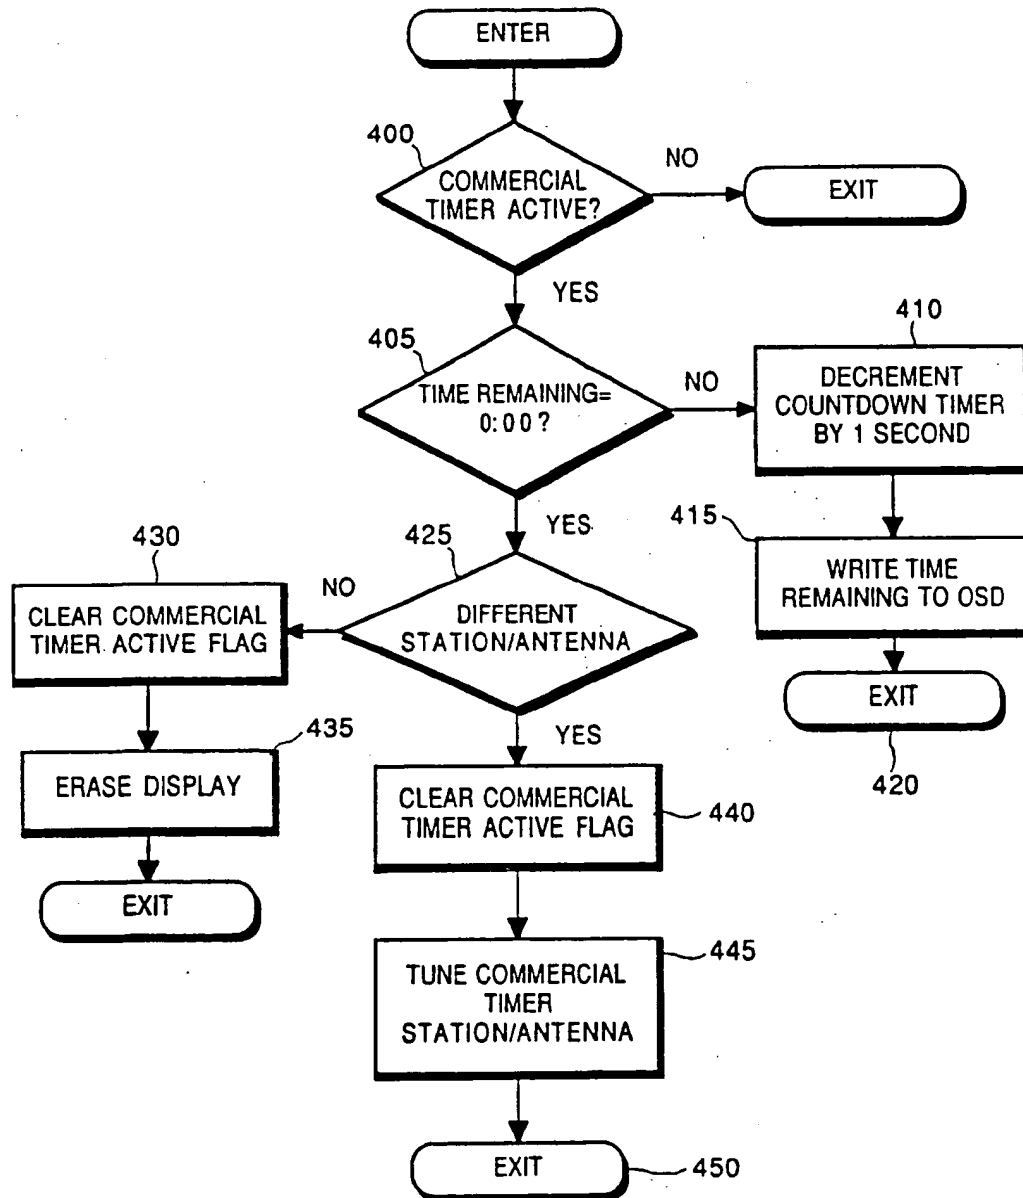 ENTER
400
COMMERCIAL
TIMER ACTIVE?
NO
EXIT
YES
405
TIME REMAINING=
0:00?
NO
410
DECREMENT
COUNTDOWN TIMER
BY 1 SECOND
YES
415
WRITE TIME
REMAINING TO OSD
EXIT
420
425
DIFFERENT
STATION/ANTENNA
NO
430
CLEAR COMMERCIAL
TIMER ACTIVE FLAG
435
ERASE DISPLAY
EXIT
YES
CLEAR COMMERCIAL
TIMER ACTIVE FLAG
440
445
TUNE COMMERCIAL
TIMER
STATION/ANTENNA
EXIT
450